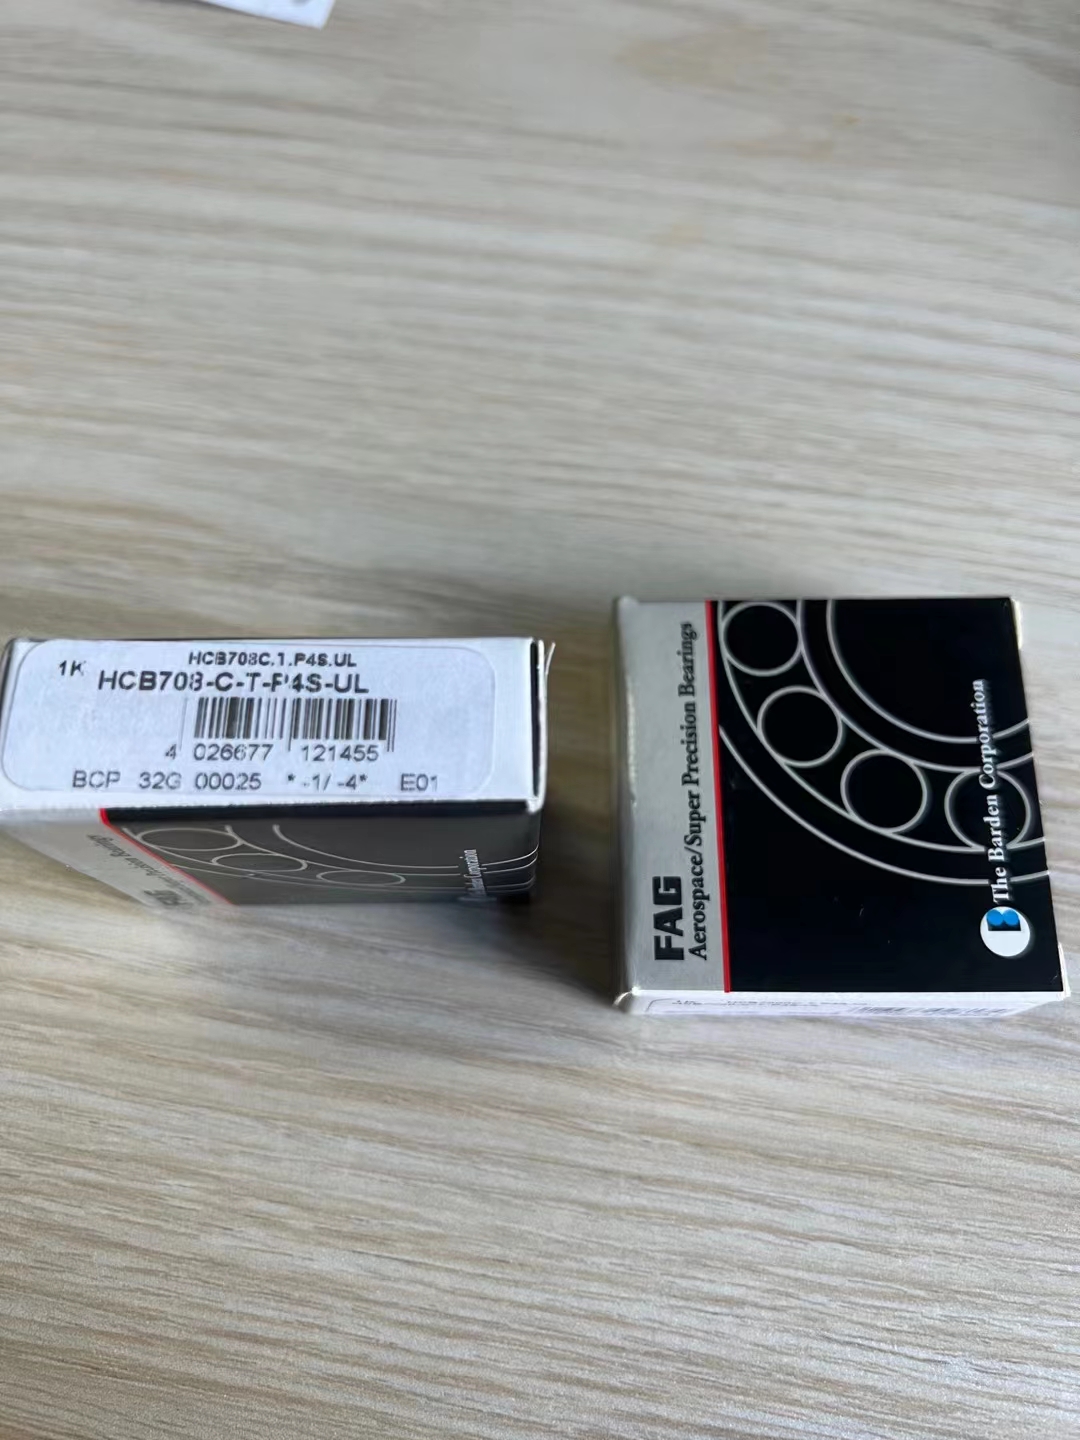 1K
HCB708C.T.P4S.UL
HCB708-C-T-P4S-UL
4 026677 121455
BCP 32G 00025 * -1/ -4* E01
FAG
Aerospace/Super Precision Bearings
The Barden Corporation